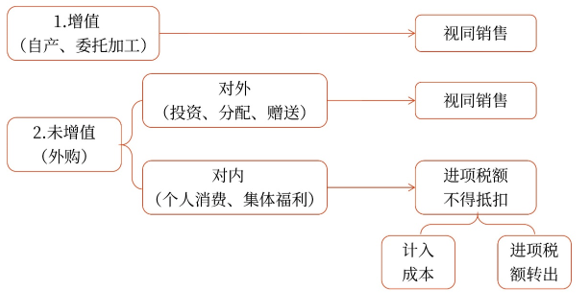 1.增值
（自产、委托加工）
视同销售
对外
（投资、分配、赠送）
视同销售
2.未增值
（外购）
对内
（个人消费、集体福利）
进项税额
不得抵扣
计入
成本
进项税
额转出